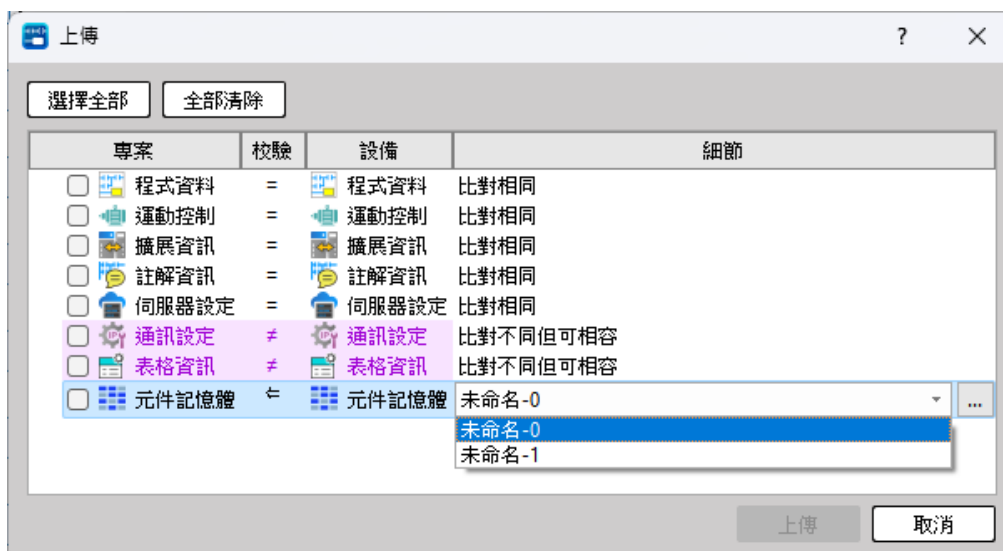 上傳
?
選擇全部 全部清除
專案 校驗 設備 細節
程式資料 = 程式資料 比對相同
運動控制 = 運動控制 比對相同
擴展資訊 = 擴展資訊 比對相同
註解資訊 = 註解資訊 比對相同
伺服器設定 = 伺服器設定 比對相同
通訊設定 ≠ 通訊設定 比對不同但可相容
表格資訊 ≠ 表格資訊 比對不同但可相容
元件記憶體 ⇐ 元件記憶體 未命名-0 ...
未命名-0
未命名-1
上傳 取消